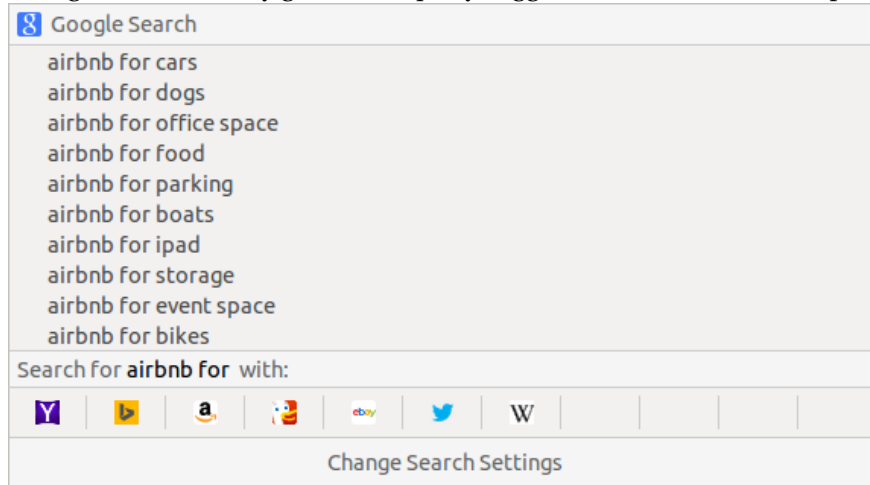 Google Search
airbnb for cars
airbnb for dogs
airbnb for office space
airbnb for food
airbnb for parking
airbnb for boats
airbnb for ipad
airbnb for storage
airbnb for event space
airbnb for bikes
Search for airbnb for with:
Y a ebay W
Change Search Settings